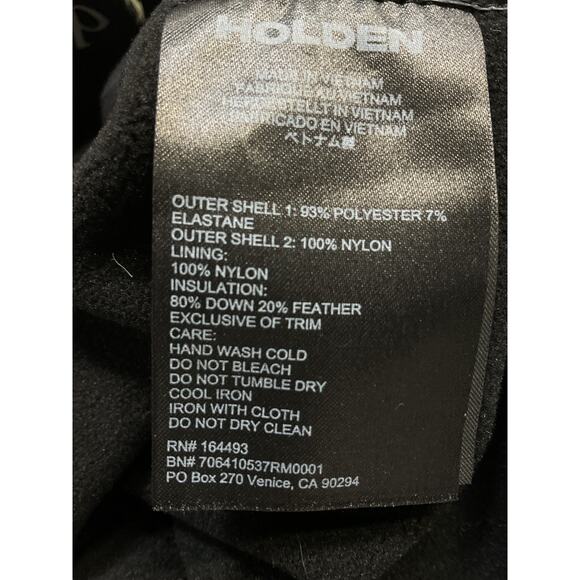 HOLDEN
MADE IN VIETNAM
FABRIQUE AU VIETNAM
HERGESTELLT IN VIETNAM
FABRICADO EN VIETNAM
ベトナム製
OUTER SHELL 1: 93% POLYESTER 7%
ELASTANE
OUTER SHELL 2: 100% NYLON
LINING:
100% NYLON
INSULATION:
80% DOWN 20% FEATHER
EXCLUSIVE OF TRIM
CARE:
HAND WASH COLD
DO NOT BLEACH
DO NOT TUMBLE DRY
COOL IRON
IRON WITH CLOTH
DO NOT DRY CLEAN
RN# 164493
BN# 706410537RM0001
PO Box 270 Venice, CA 90294